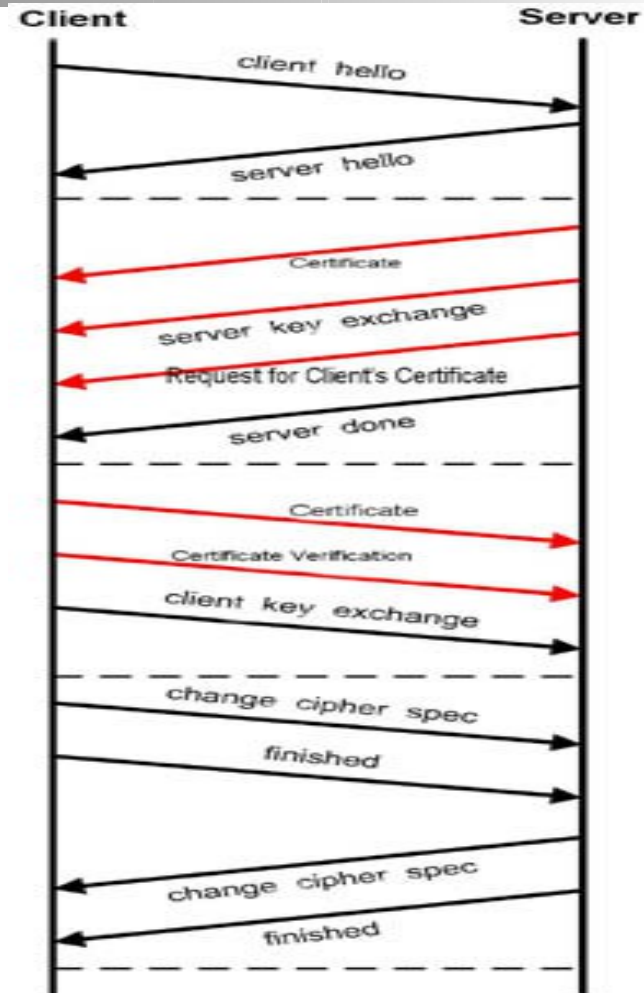 Client Server
client hello
server hello
Certificate
server key exchange
Request for Client's Certificate
server done
Certificate
Certificate Verification
client key exchange
change cipher spec
finished
change cipher spec
finished